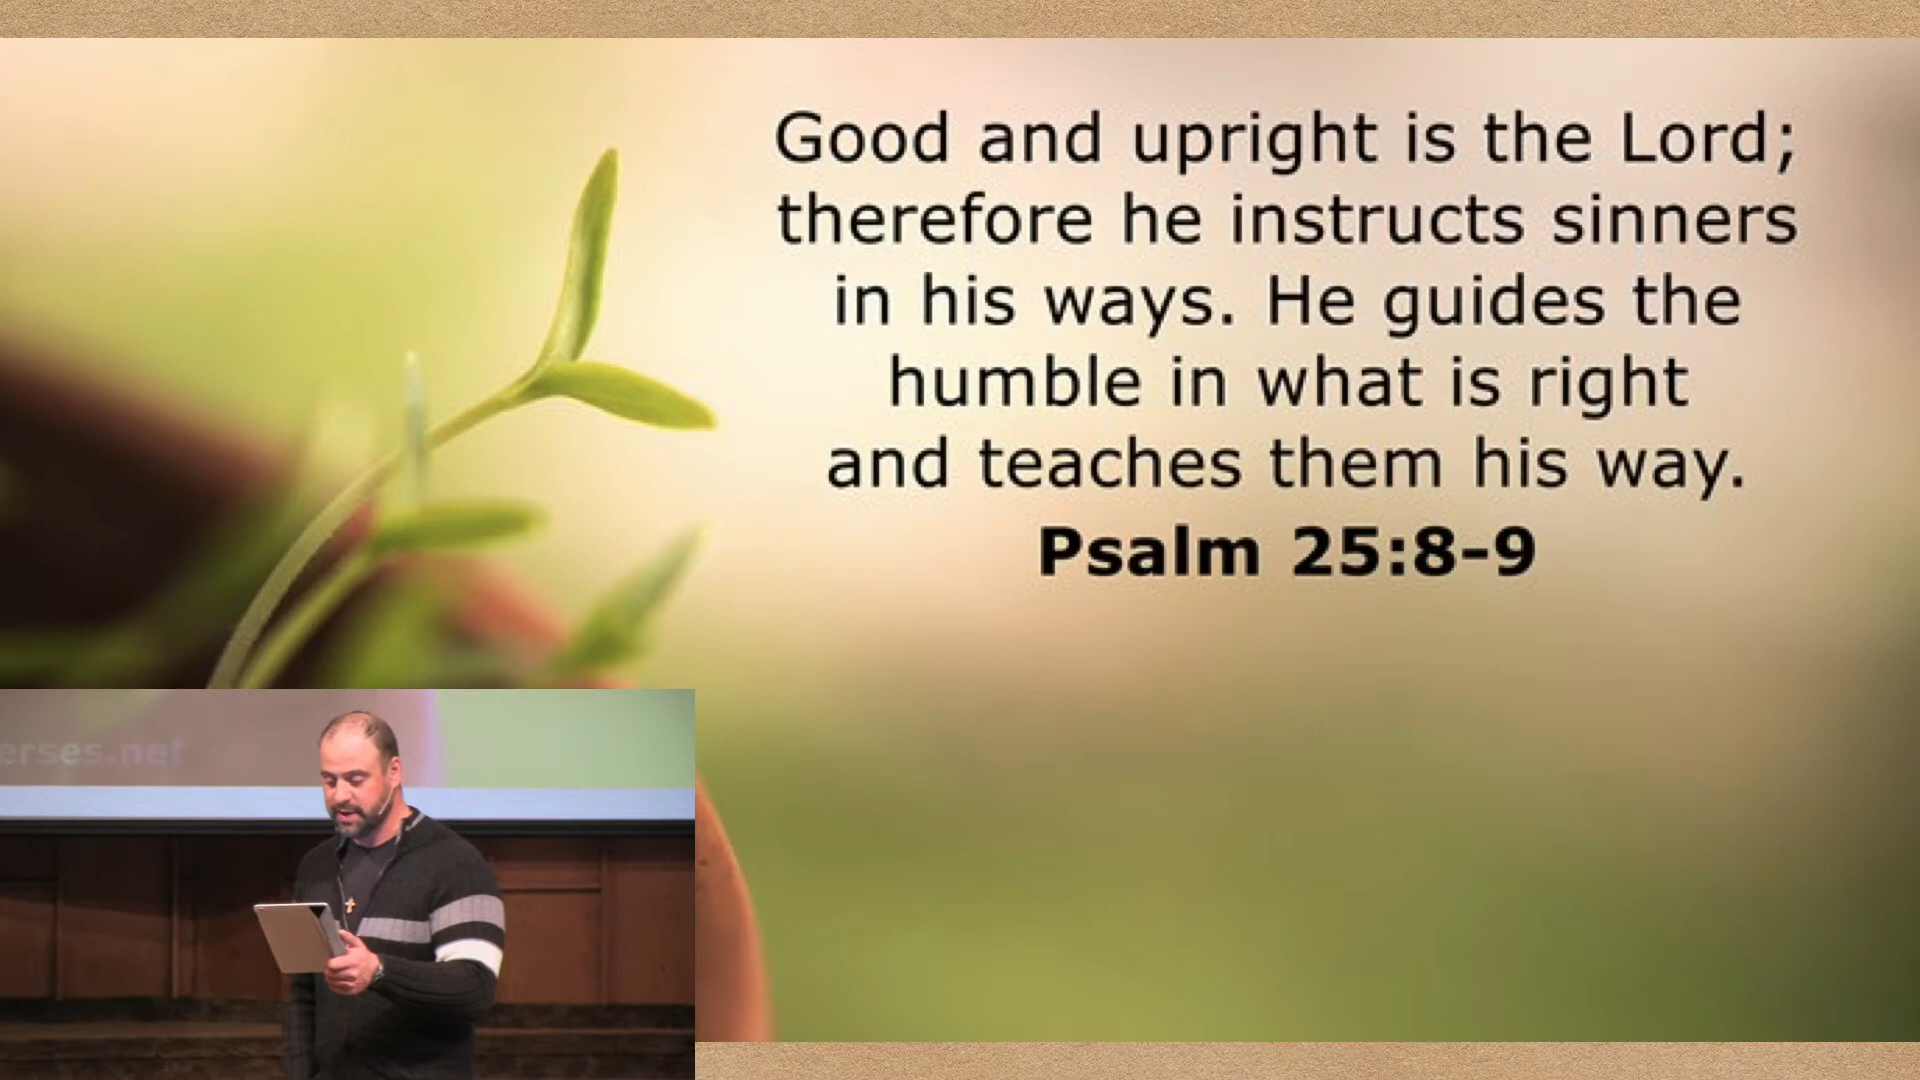 Good and upright is the Lord;
therefore he instructs sinners
in his ways. He guides the
humble in what is right
and teaches them his way.
Psalm 25:8-9
erses.net